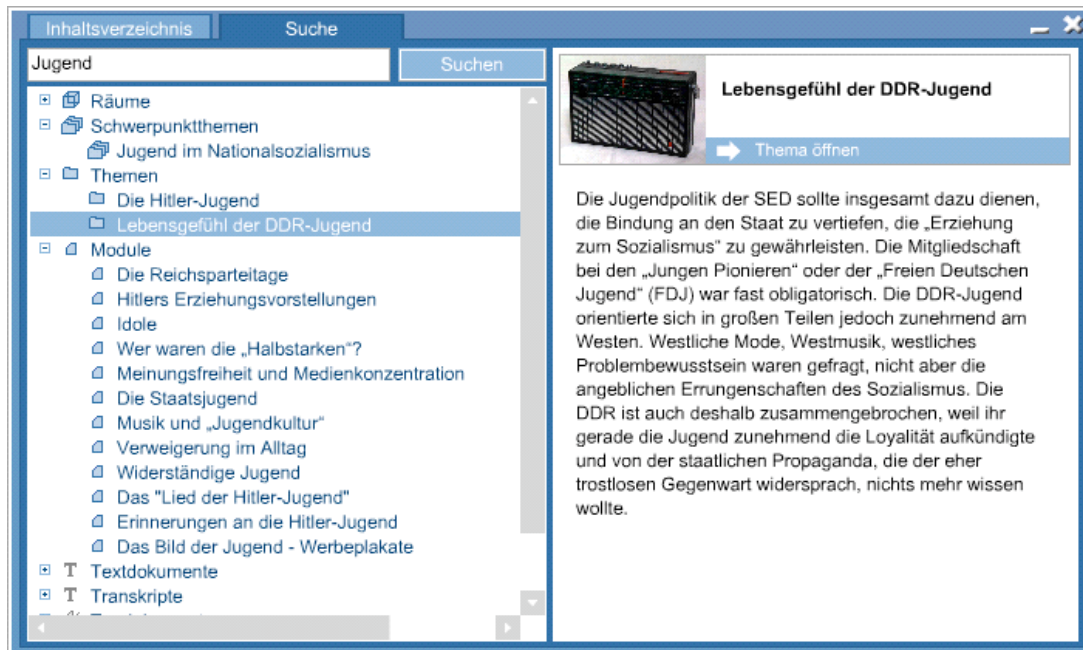 Inhaltsverzeichnis
Suche
Jugend
Suchen
Räume
Schwerpunktthemen
Jugend im Nationalsozialismus
Themen
Die Hitler-Jugend
Lebensgefühl der DDR-Jugend
Module
Die Reichsparteitage
Hitlers Erziehungsvorstellungen
Idole
Wer waren die „Halbstarken“?
Meinungsfreiheit und Medienkonzentration
Die Staatsjugend
Musik und „Jugendkultur“
Verweigerung im Alltag
Widerständige Jugend
Das "Lied der Hitler-Jugend"
Erinnerungen an die Hitler-Jugend
Das Bild der Jugend - Werbeplakate
T Textdokumente
T Transkripte
Lebensgefühl der DDR-Jugend
Thema öffnen
Die Jugendpolitik der SED sollte insgesamt dazu dienen,
die Bindung an den Staat zu vertiefen, die „Erziehung
zum Sozialismus“ zu gewährleisten. Die Mitgliedschaft
bei den „Jungen Pionieren“ oder der „Freien Deutschen
Jugend“ (FDJ) war fast obligatorisch. Die DDR-Jugend
orientierte sich in großen Teilen jedoch zunehmend am
Westen. Westliche Mode, Westmusik, westliches
Problembewusstsein waren gefragt, nicht aber die
angeblichen Errungenschaften des Sozialismus. Die
DDR ist auch deshalb zusammengebrochen, weil ihr
gerade die Jugend zunehmend die Loyalität aufkündigte
und von der staatlichen Propaganda, die der eher
trostlosen Gegenwart widersprach, nichts mehr wissen
wollte.